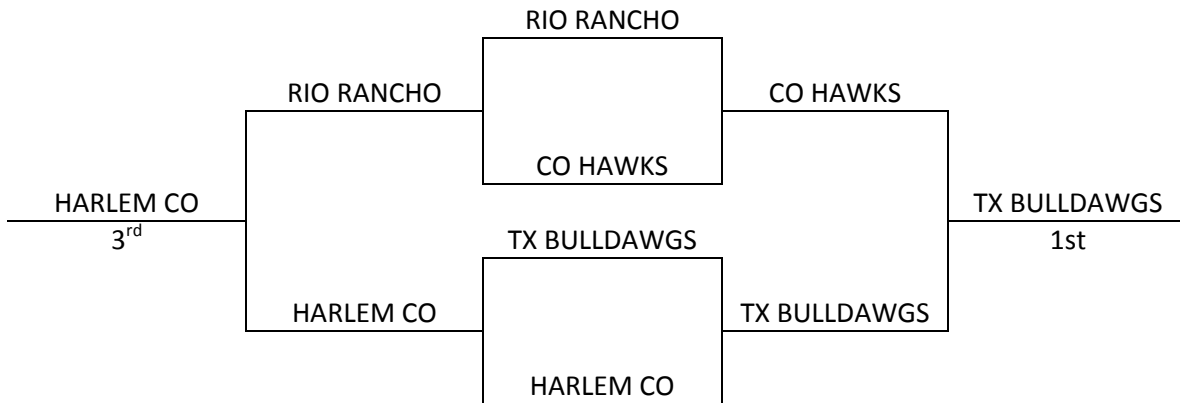 RIO RANCHO
RIO RANCHO
CO HAWKS
CO HAWKS
HARLEM CO
3rd
TX BULLDAWGS
1st
TX BULLDAWGS
HARLEM CO
TX BULLDAWGS
HARLEM CO